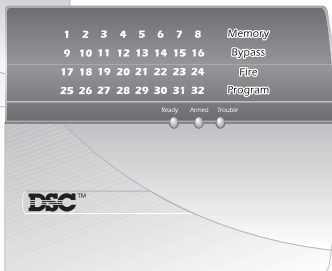 1 2 3 4 5 6 7 8 Memory
9 10 11 12 13 14 15 16 Bypass
17 18 19 20 21 22 23 24 Fire
25 26 27 28 29 30 31 32 Program
Ready Armed Trouble
DSC™